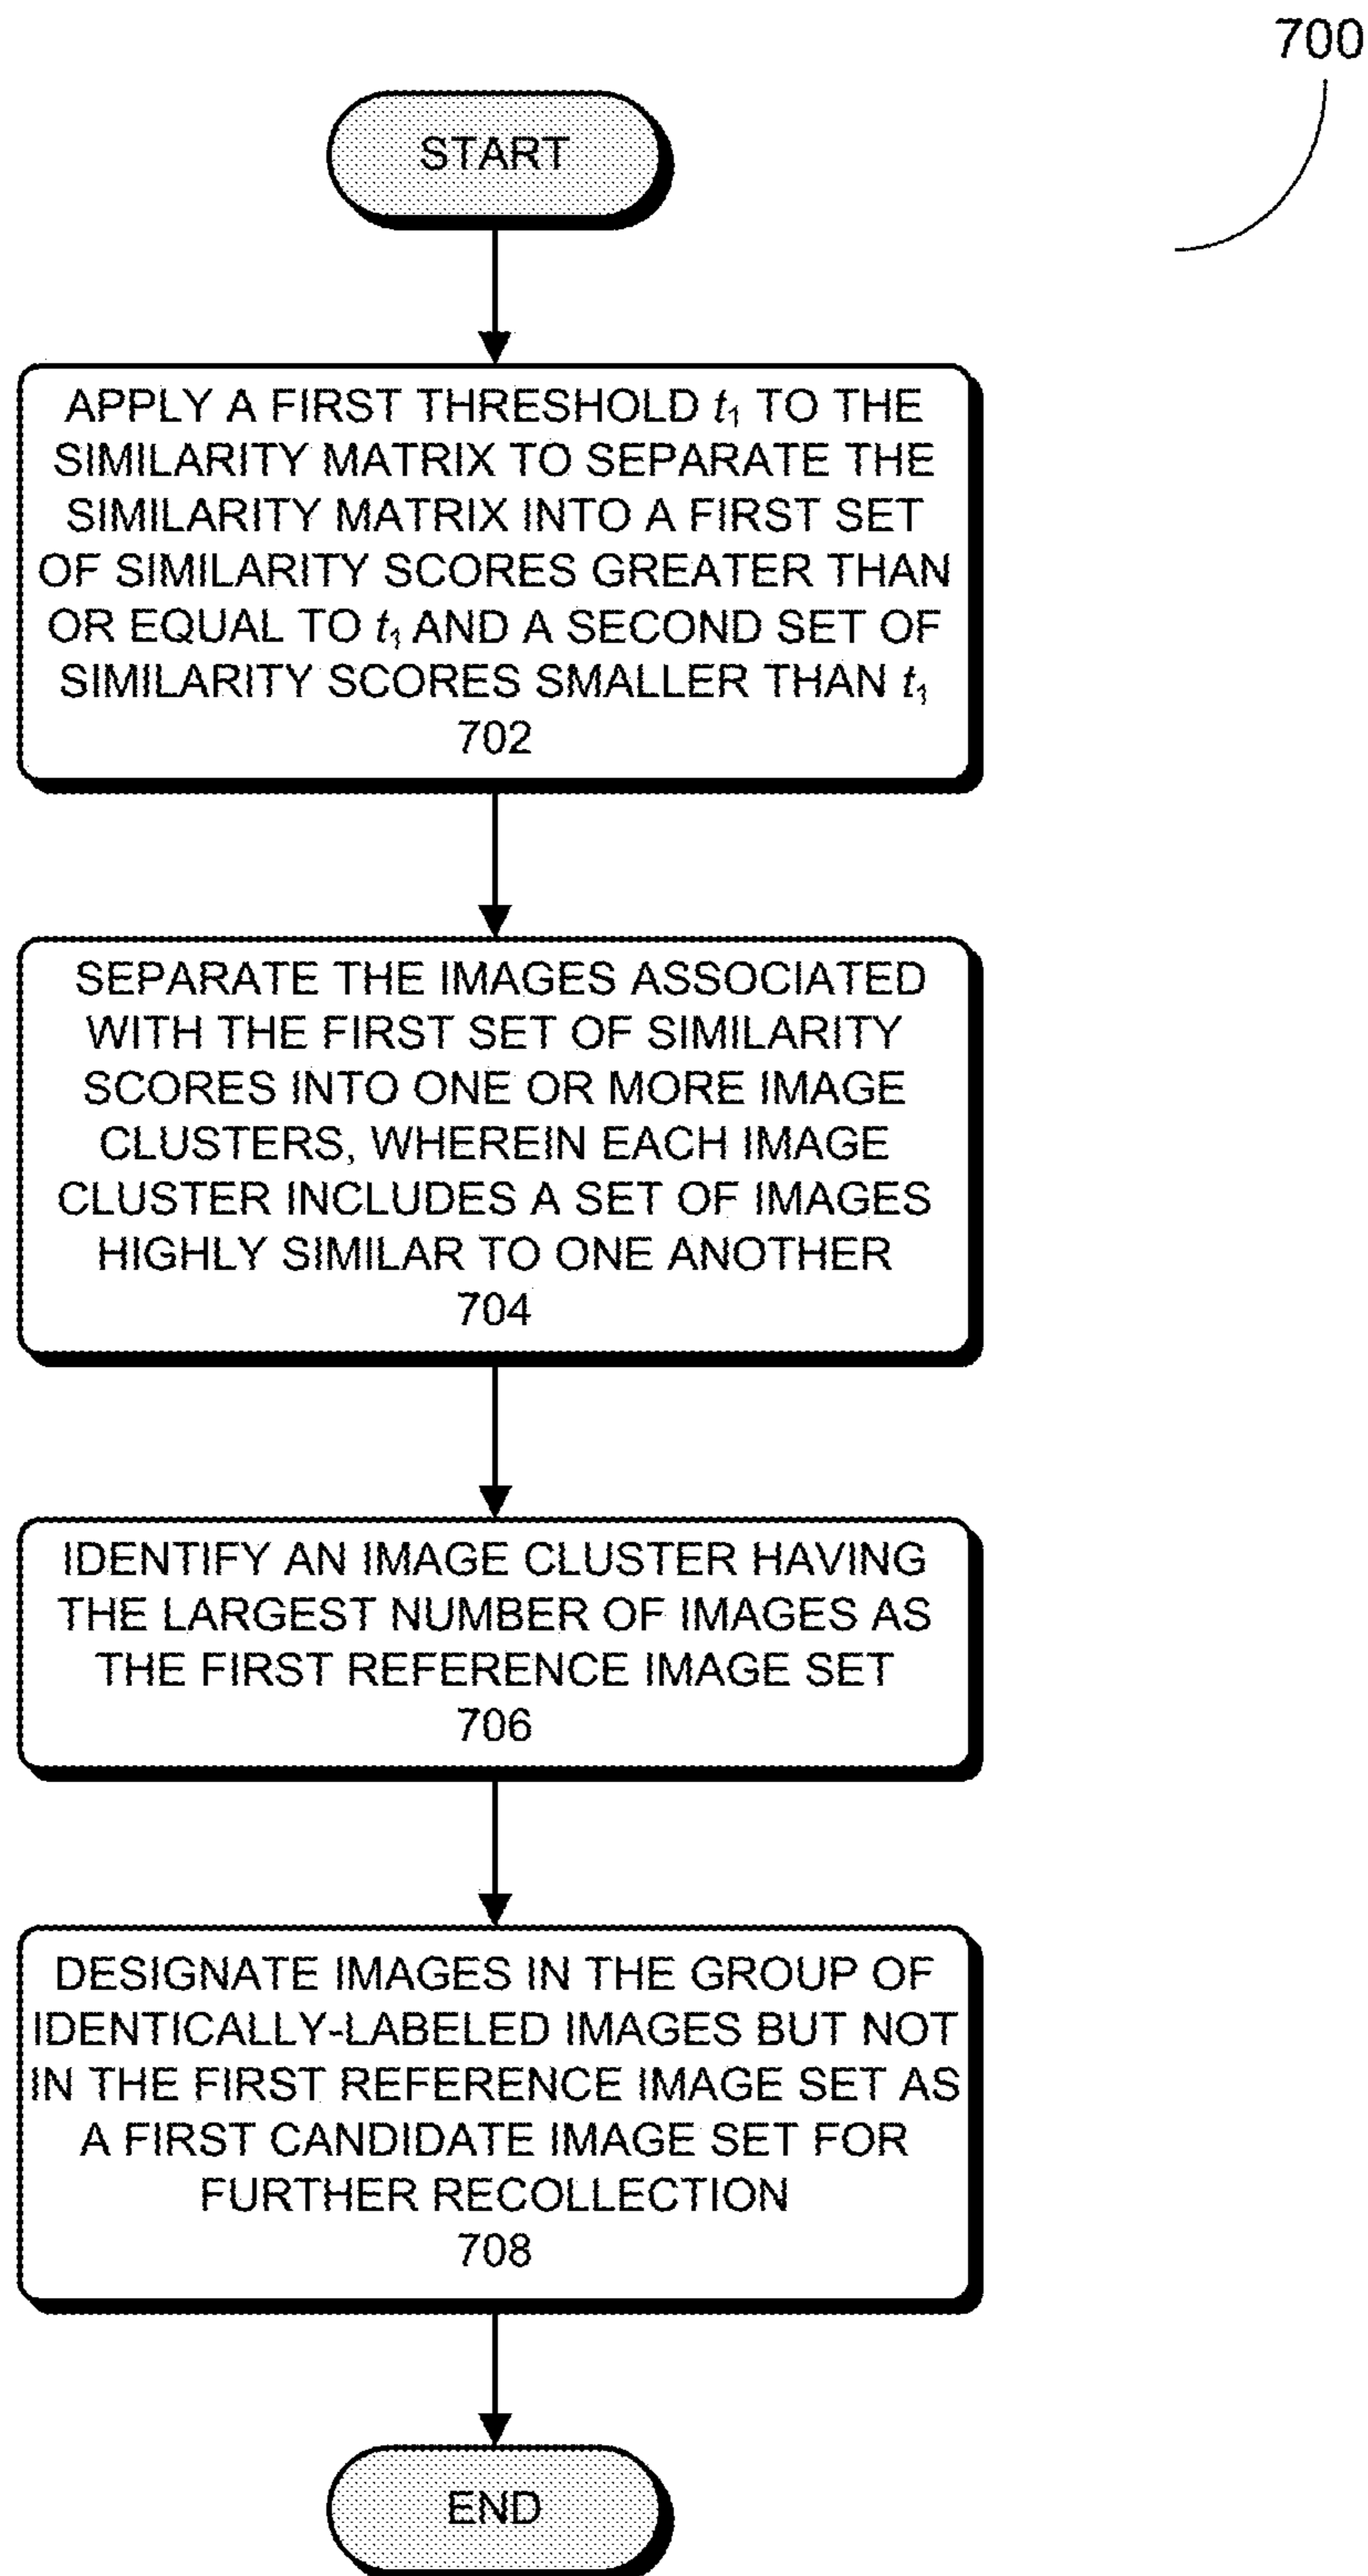 700
START
APPLY A FIRST THRESHOLD t₁ TO THE
SIMILARITY MATRIX TO SEPARATE THE
SIMILARITY MATRIX INTO A FIRST SET
OF SIMILARITY SCORES GREATER THAN
OR EQUAL TO t₁ AND A SECOND SET OF
SIMILARITY SCORES SMALLER THAN t₁
702
SEPARATE THE IMAGES ASSOCIATED
WITH THE FIRST SET OF SIMILARITY
SCORES INTO ONE OR MORE IMAGE
CLUSTERS, WHEREIN EACH IMAGE
CLUSTER INCLUDES A SET OF IMAGES
HIGHLY SIMILAR TO ONE ANOTHER
704
IDENTIFY AN IMAGE CLUSTER HAVING
THE LARGEST NUMBER OF IMAGES AS
THE FIRST REFERENCE IMAGE SET
706
DESIGNATE IMAGES IN THE GROUP OF
IDENTICALLY-LABELED IMAGES BUT NOT
IN THE FIRST REFERENCE IMAGE SET AS
A FIRST CANDIDATE IMAGE SET FOR
FURTHER RECOLLECTION
708
END